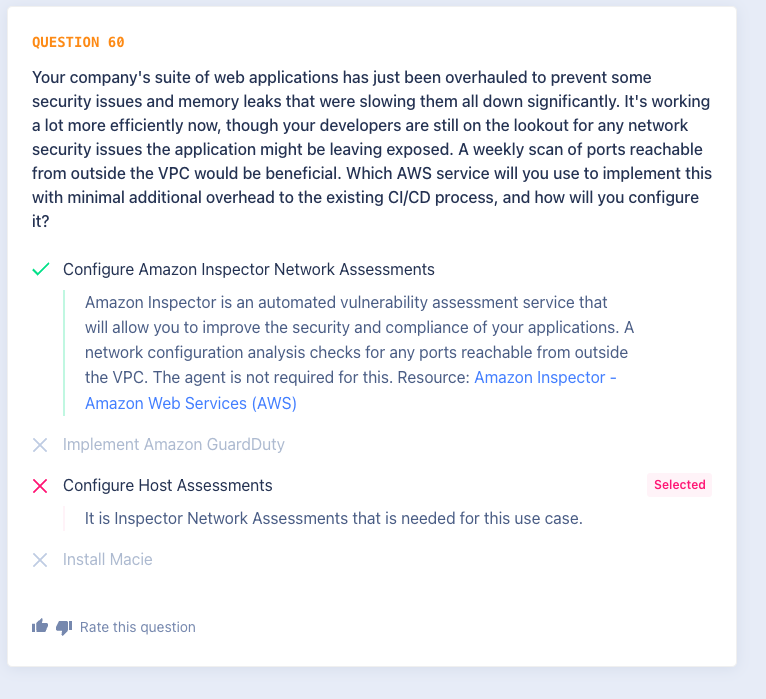 QUESTION 60
Your company's suite of web applications has just been overhauled to prevent some
security issues and memory leaks that were slowing them all down significantly. It's working
a lot more efficiently now, though your developers are still on the lookout for any network
security issues the application might be leaving exposed. A weekly scan of ports reachable
from outside the VPC would be beneficial. Which AWS service will you use to implement this
with minimal additional overhead to the existing CI/CD process, and how will you configure
it?
Configure Amazon Inspector Network Assessments
Amazon Inspector is an automated vulnerability assessment service that
will allow you to improve the security and compliance of your applications. A
network configuration analysis checks for any ports reachable from outside
the VPC. The agent is not required for this. Resource: Amazon Inspector -
Amazon Web Services (AWS)
Implement Amazon GuardDuty
Configure Host Assessments
Selected
It is Inspector Network Assessments that is needed for this use case.
Install Macie
Rate this question